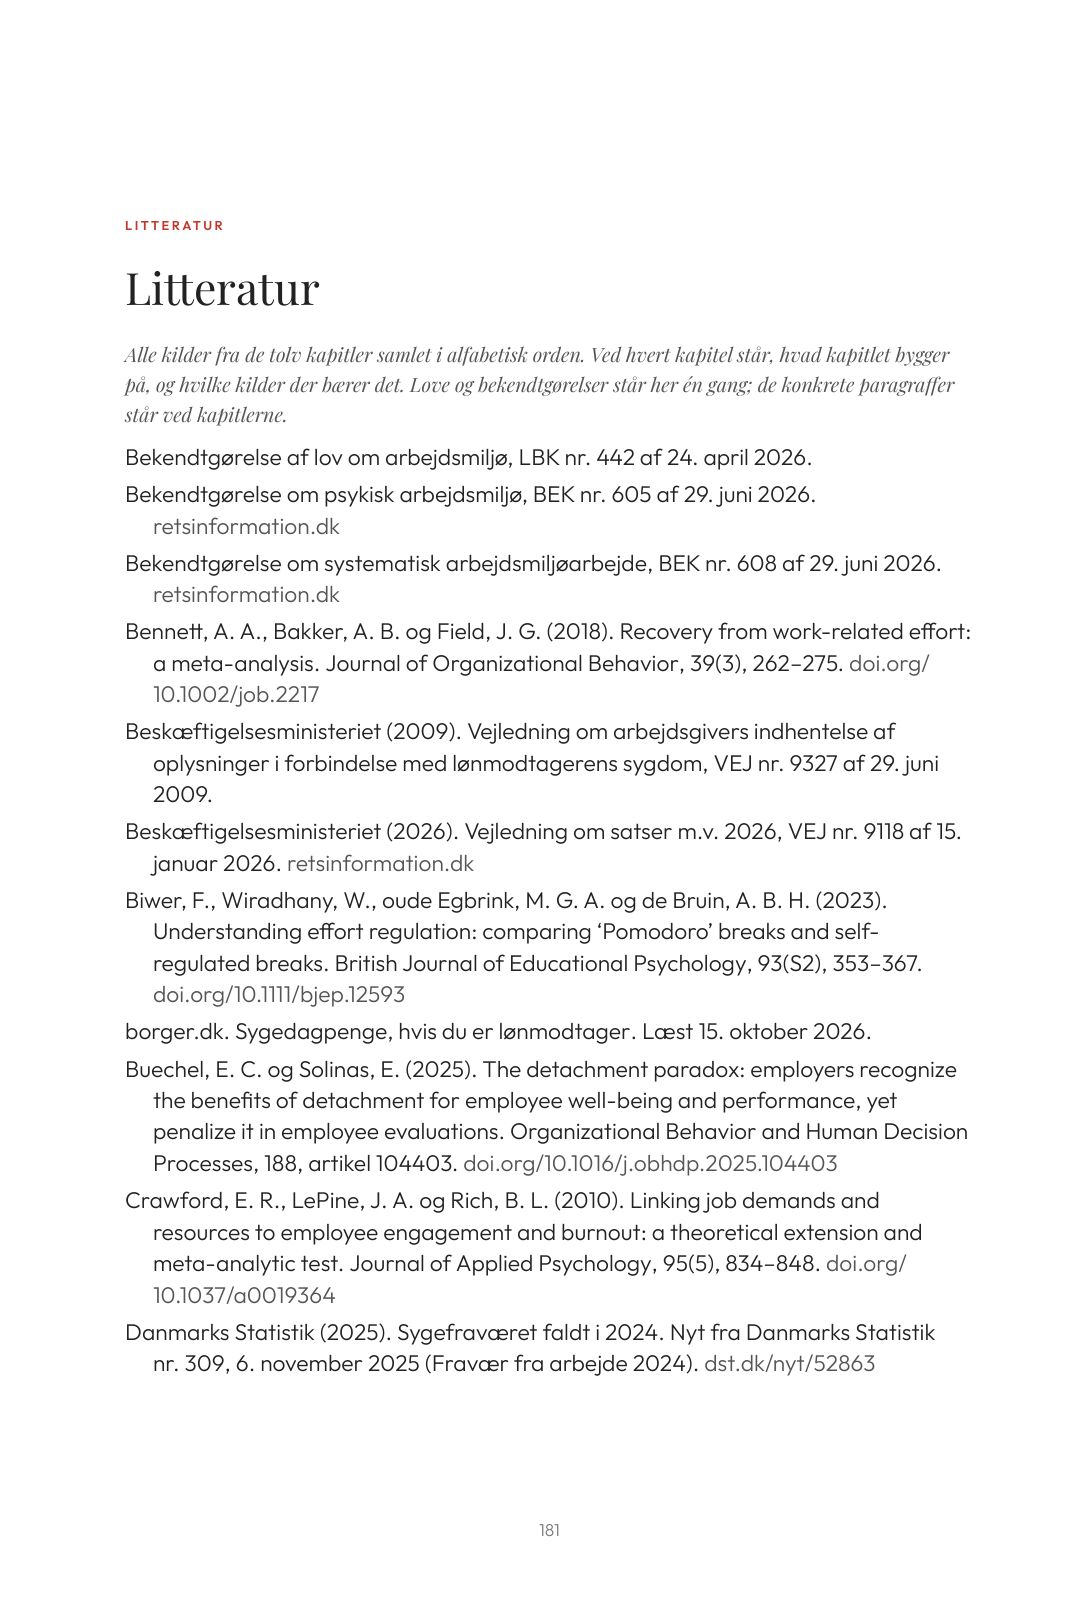 LITTERATUR
Litteratur
Alle kilder fra de tolv kapitler samlet i alfabetisk orden. Ved hvert kapitel står, hvad kapitlet bygger
på, og hvilke kilder der bærer det. Love og bekendtgørelser står her én gang; de konkrete paragraffer
står ved kapitlerne.
Bekendtgørelse af lov om arbejdsmiljø, LBK nr. 442 af 24. april 2026.
Bekendtgørelse om psykisk arbejdsmiljø, BEK nr. 605 af 29. juni 2026.
retsinformation.dk
Bekendtgørelse om systematisk arbejdsmiljøarbejde, BEK nr. 608 af 29. juni 2026.
retsinformation.dk
Bennett, A. A., Bakker, A. B. og Field, J. G. (2018). Recovery from work-related effort:
a meta-analysis. Journal of Organizational Behavior, 39(3), 262–275. doi.org/
10.1002/job.2217
Beskæftigelsesministeriet (2009). Vejledning om arbejdsgivers indhentelse af
oplysninger i forbindelse med lønmodtagerens sygdom, VEJ nr. 9327 af 29. juni
2009.
Beskæftigelsesministeriet (2026). Vejledning om satser m.v. 2026, VEJ nr. 9118 af 15.
januar 2026. retsinformation.dk
Biwer, F., Wiradhany, W., oude Egbrink, M. G. A. og de Bruin, A. B. H. (2023).
Understanding effort regulation: comparing ‘Pomodoro’ breaks and self-
regulated breaks. British Journal of Educational Psychology, 93(S2), 353–367.
doi.org/10.1111/bjep.12593
borger.dk. Sygedagpenge, hvis du er lønmodtager. Læst 15. oktober 2026.
Buechel, E. C. og Solinas, E. (2025). The detachment paradox: employers recognize
the benefits of detachment for employee well-being and performance, yet
penalize it in employee evaluations. Organizational Behavior and Human Decision
Processes, 188, artikel 104403. doi.org/10.1016/j.obhdp.2025.104403
Crawford, E. R., LePine, J. A. og Rich, B. L. (2010). Linking job demands and
resources to employee engagement and burnout: a theoretical extension and
meta-analytic test. Journal of Applied Psychology, 95(5), 834–848. doi.org/
10.1037/a0019364
Danmarks Statistik (2025). Sygefraværet faldt i 2024. Nyt fra Danmarks Statistik
nr. 309, 6. november 2025 (Fravær fra arbejde 2024). dst.dk/nyt/52863
181